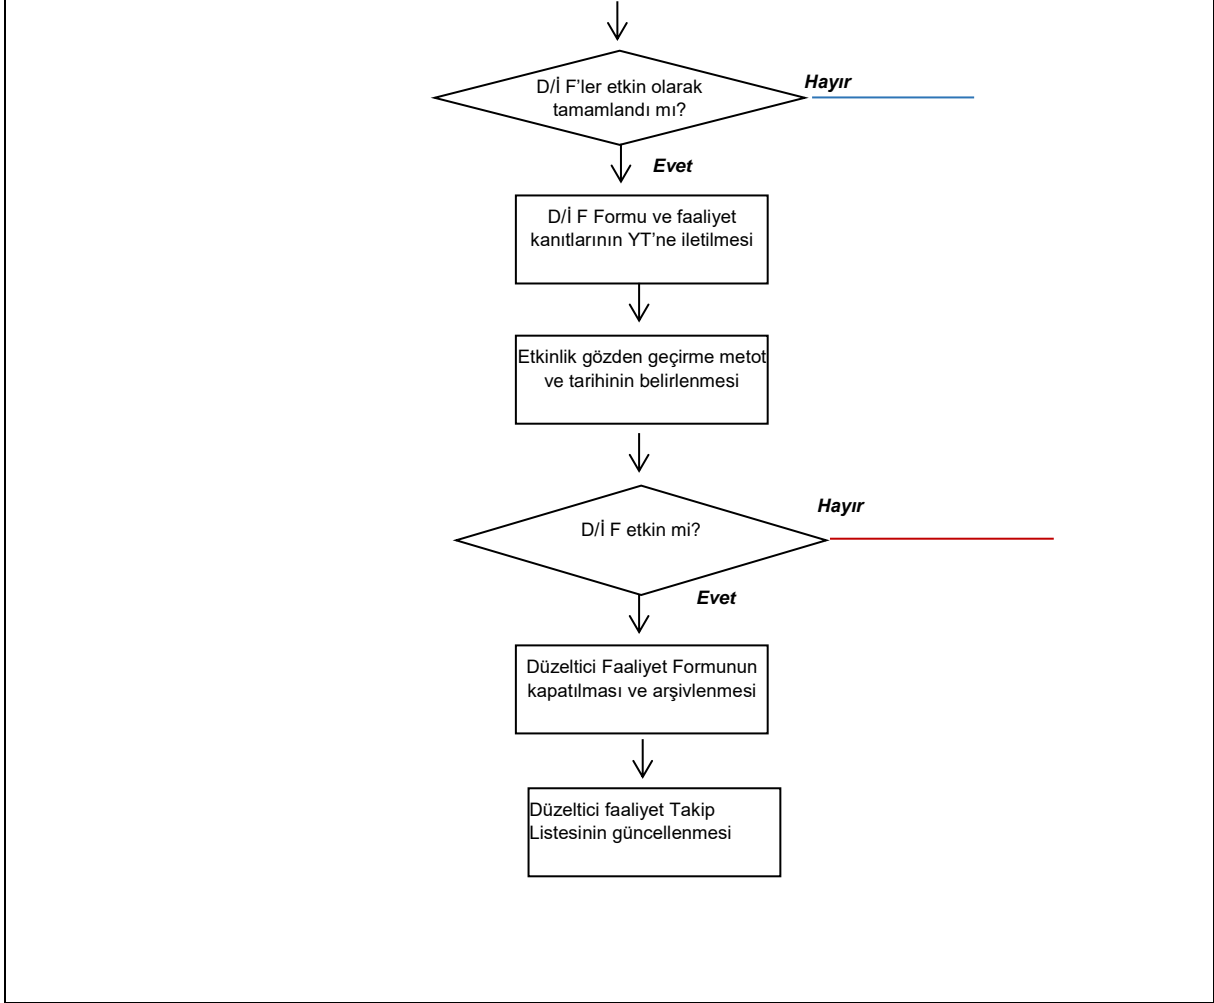 D/İ F’ler etkin olarak
tamamlandı mı?
Hayır
Evet
D/İ F Formu ve faaliyet
kanıtlarının YT’ne iletilmesi
Etkinlik gözden geçirme metot
ve tarihinin belirlenmesi
Hayır
D/İ F etkin mi?
Evet
Düzeltici Faaliyet Formunun
kapatılması ve arşivlenmesi
Düzeltici faaliyet Takip
Listesinin güncellenmesi